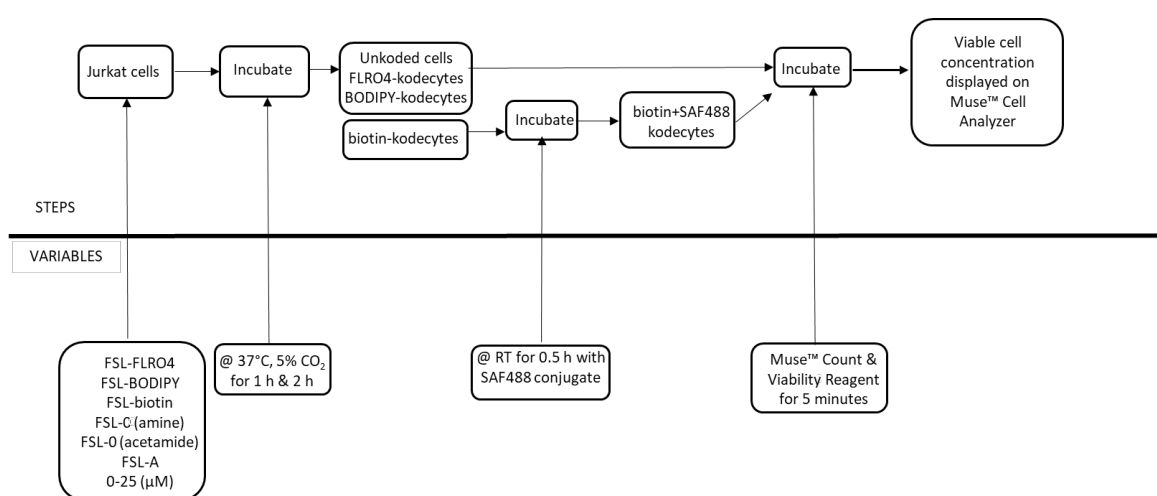 Jurkat cells
Incubate
Unkoded cells
FLRO4-kodecytes
BODIPY-kodecytes
biotin-kodecytes
Incubate
biotin+SAF488
kodecytes
Incubate
Viable cell
concentration
displayed on
Muse™ Cell
Analyzer
STEPS
VARIABLES
FSL-FLRO4
FSL-BODIPY
FSL-biotin
FSL-0 (amine)
FSL-0 (acetamide)
FSL-A
0-25 (µM)
@ 37°C, 5% CO₂
for 1 h & 2 h
@ RT for 0.5 h with
SAF488 conjugate
Muse™ Count &
Viability Reagent
for 5 minutes